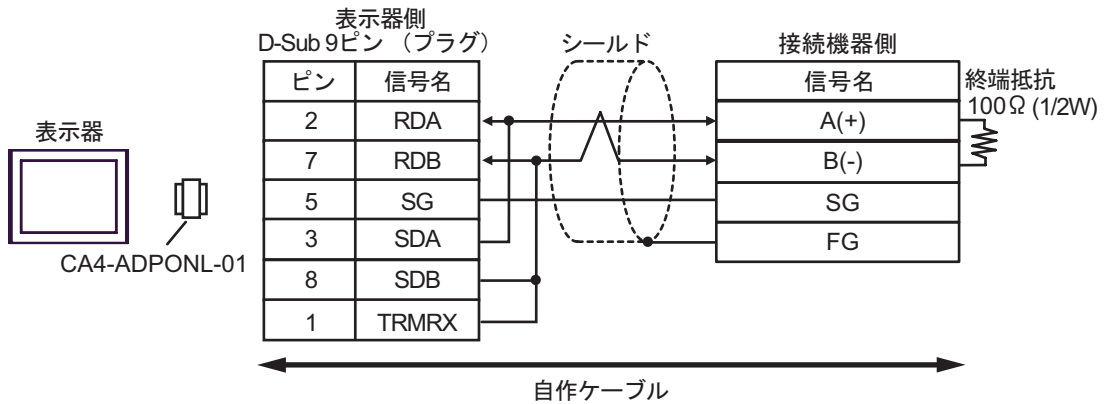 表示器側
D-Sub 9ピン （プラグ）
シールド
接続機器側
ピン 信号名
信号名
終端抵抗
100Ω (1/2W)
2 RDA
A(+)
表示器
7 RDB
B(-)
5 SG
SG
3 SDA
FG
CA4-ADPONL-01
8 SDB
1 TRMRX
自作ケーブル